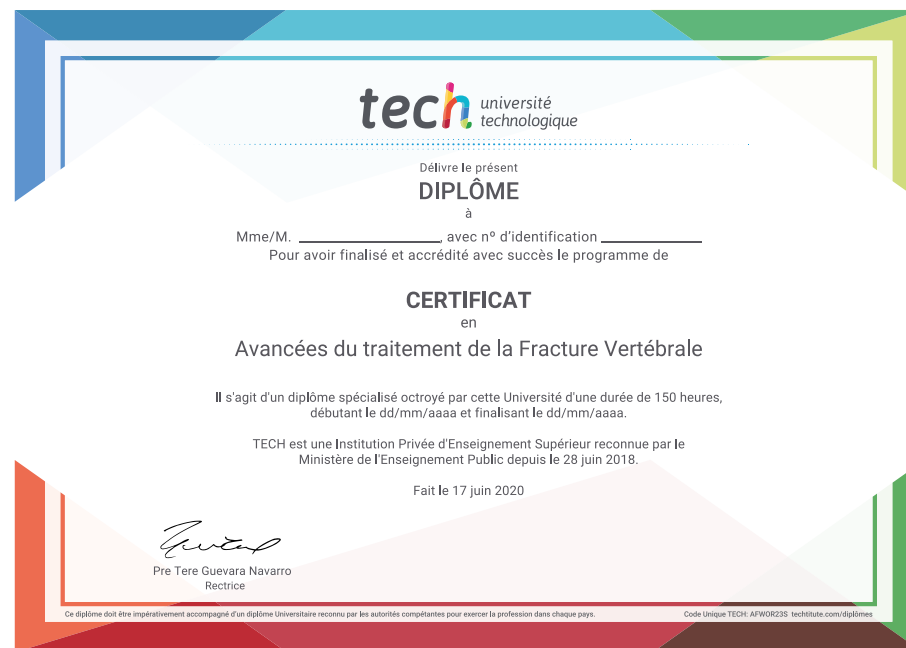 tech université
technologique
Délivre le présent
DIPLÔME
à
Mme/M. ____________________, avec nº d'identification ______________
Pour avoir finalisé et accrédité avec succès le programme de
CERTIFICAT
en
Avancées du traitement de la Fracture Vertébrale
Il s'agit d'un diplôme spécialisé octroyé par cette Université d'une durée de 150 heures,
débutant le dd/mm/aaaa et finalisant le dd/mm/aaaa.
TECH est une Institution Privée d'Enseignement Supérieur reconnue par le
Ministère de l'Enseignement Public depuis le 28 juin 2018.
Fait le 17 juin 2020
Pre Tere Guevara Navarro
Rectrice
Ce diplôme doit être impérativement accompagné d'un diplôme Universitaire reconnu par les autorités compétentes pour exercer la profession dans chaque pays.
Code Unique TECH: AFWOR23S techtitute.com/diplômes